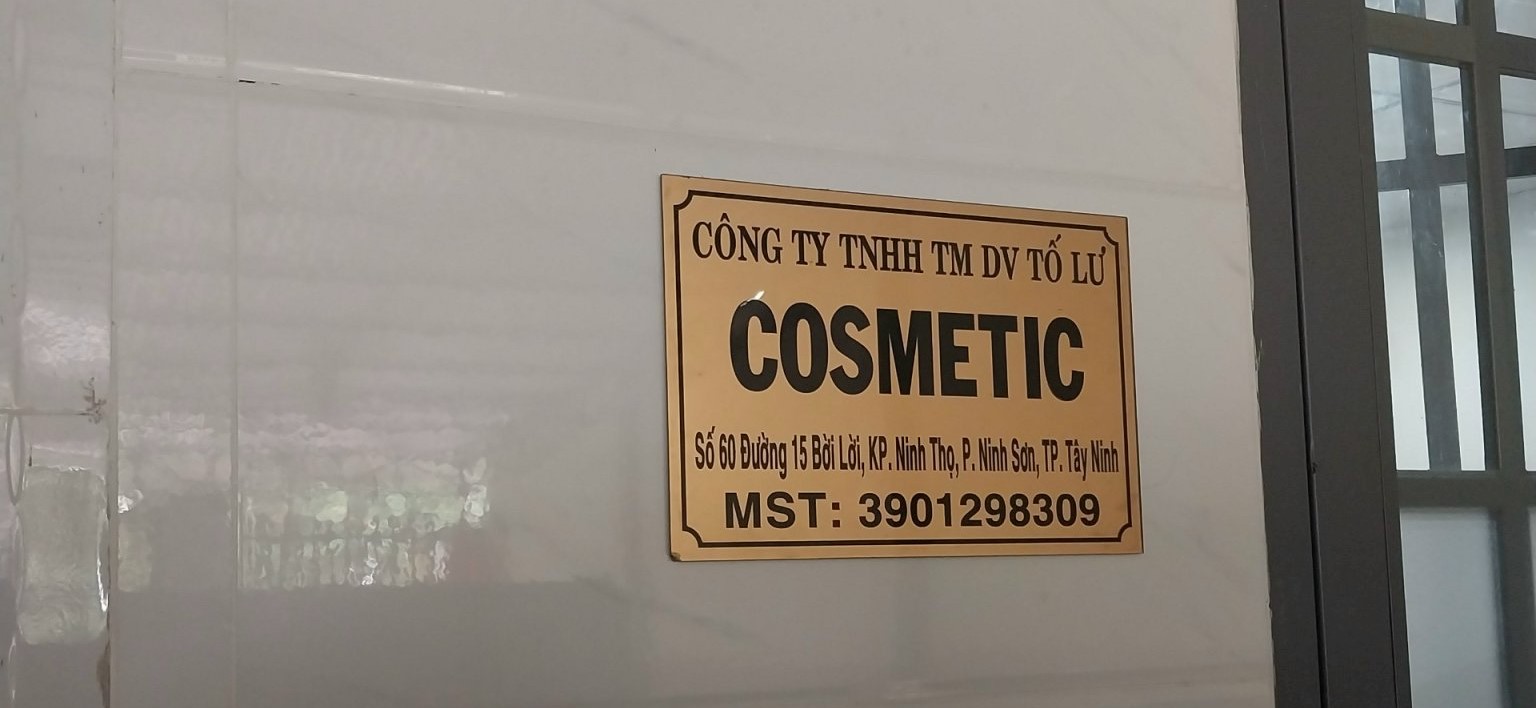 CÔNG TY TNHH TM DV TỐ LƯ
COSMETIC
Số 60 Đường 15 Bời Lời, KP. Ninh Thọ, P. Ninh Sơn, TP. Tây Ninh
MST: 3901298309